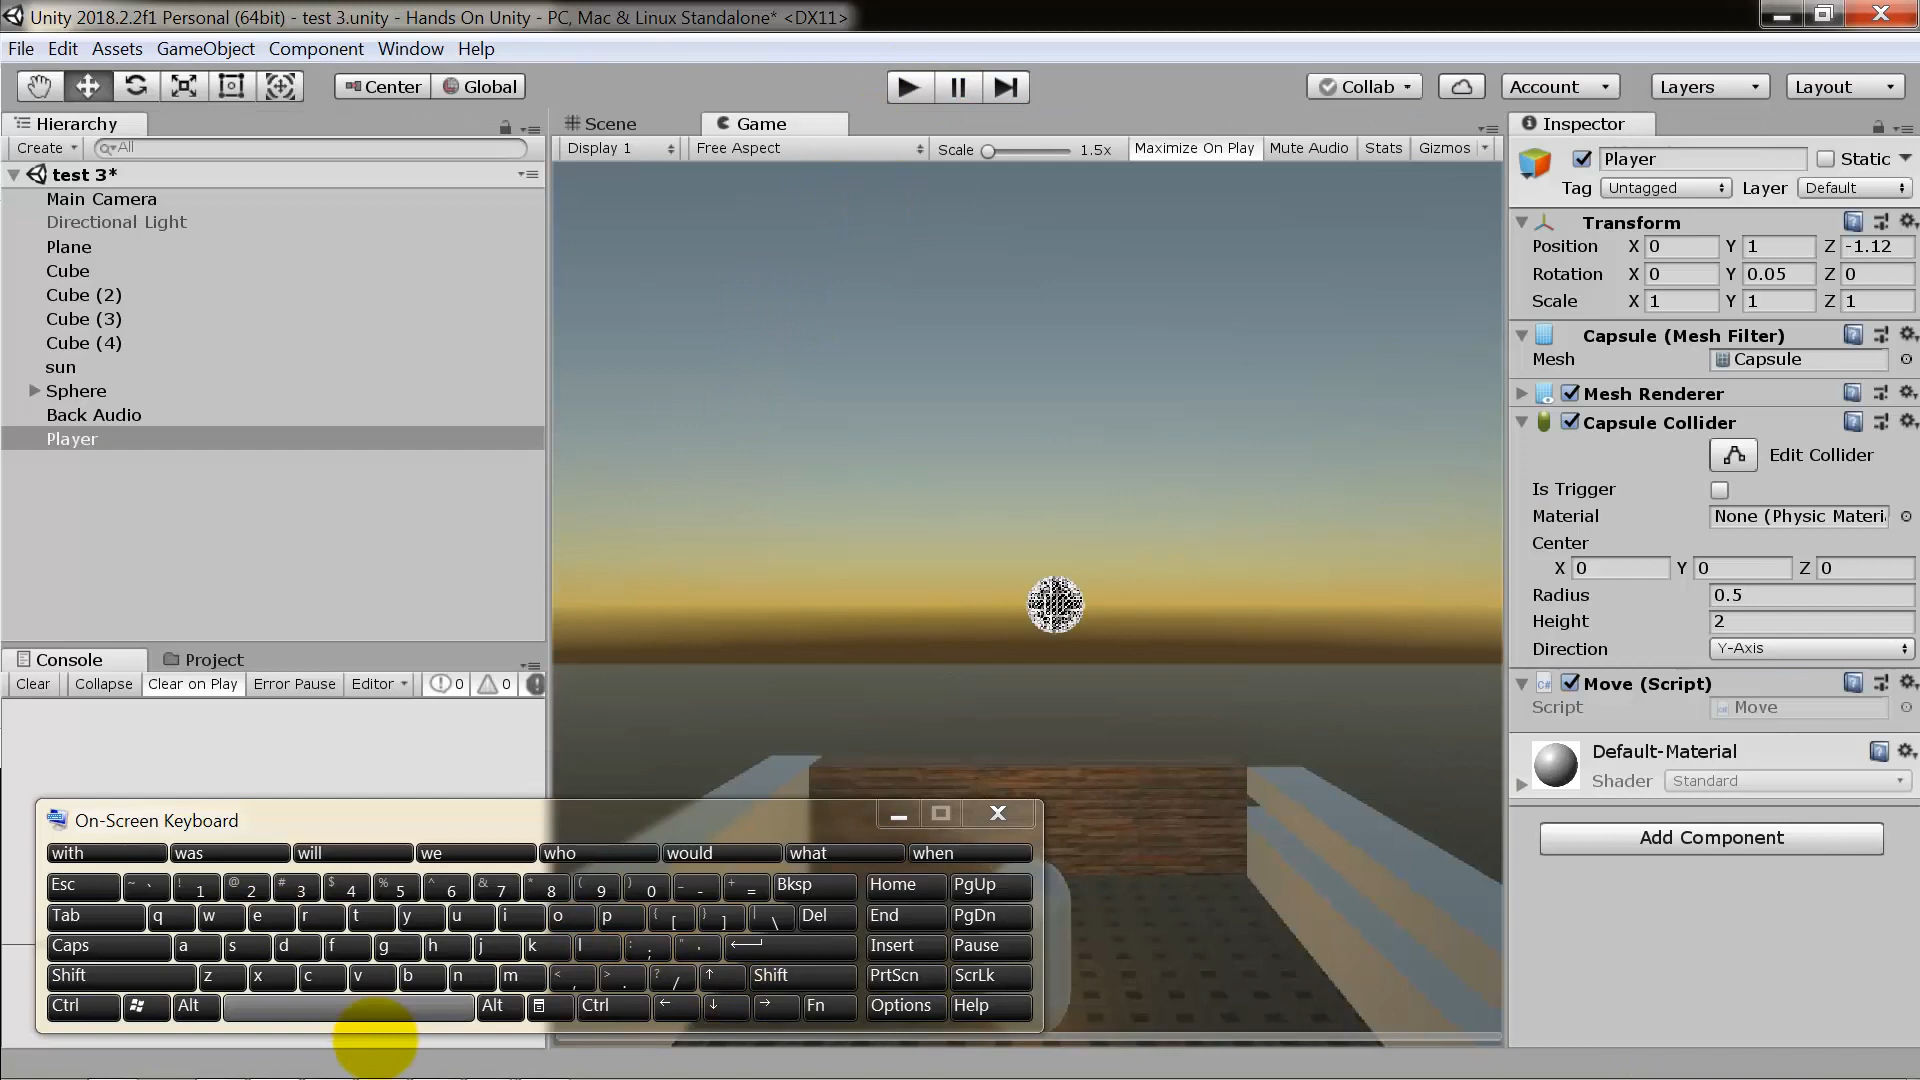 Unity 2018.2.2f1 Personal (64bit) - test 3.unity - Hands On Unity - PC, Mac & Linux Standalone* <DX11>
File Edit Assets GameObject Component Window Help
Center Global Collab Account Layers Layout
Hierarchy
Create All
test 3*
Main Camera
Directional Light
Plane
Cube
Cube (2)
Cube (3)
Cube (4)
sun
Sphere
Back Audio
Player
Console Project
Clear Collapse Clear on Play Error Pause Editor 0 0
Scene Game
Display 1 Free Aspect Scale 1.5x Maximize On Play Mute Audio Stats Gizmos
Inspector
Player Static
Tag Untagged Layer Default
Transform
Position X 0 Y 1 Z -1.12
Rotation X 0 Y 0.05 Z 0
Scale X 1 Y 1 Z 1
Capsule (Mesh Filter)
Mesh Capsule
Mesh Renderer
Capsule Collider
Edit Collider
Is Trigger
Material None (Physic Materi
Center
X 0 Y 0 Z 0
Radius 0.5
Height 2
Direction Y-Axis
Move (Script)
Script Move
Default-Material
Shader Standard
Add Component
On-Screen Keyboard
with was will we who would what when
Esc ~ ` ! 1 @ 2 # 3 $ 4 % 5 ^ 6 & 7 * 8 ( 9 ) 0 _ - + = Bksp Home PgUp
Tab q w e r t y u i o p { [ } ] | \ Del End PgDn
Caps a s d f g h j k l : ; " ' Insert Pause
Shift z x c v b n m < , > . ? / ↑ Shift PrtScn ScrLk
Ctrl Alt Alt Ctrl ← ↓ → Fn Options Help